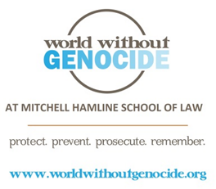 world without
GENOCIDE
AT MITCHELL HAMLINE SCHOOL OF LAW
protect. prevent. prosecute. remember.
www.worldwithoutgenocide.org